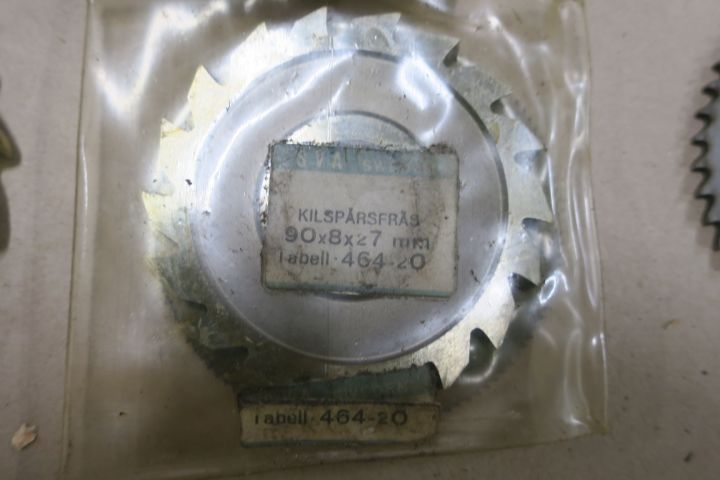 KILSPÅRSFRÄS
90x8x27 mm
Tabell · 464-20
Tabell · 464-20